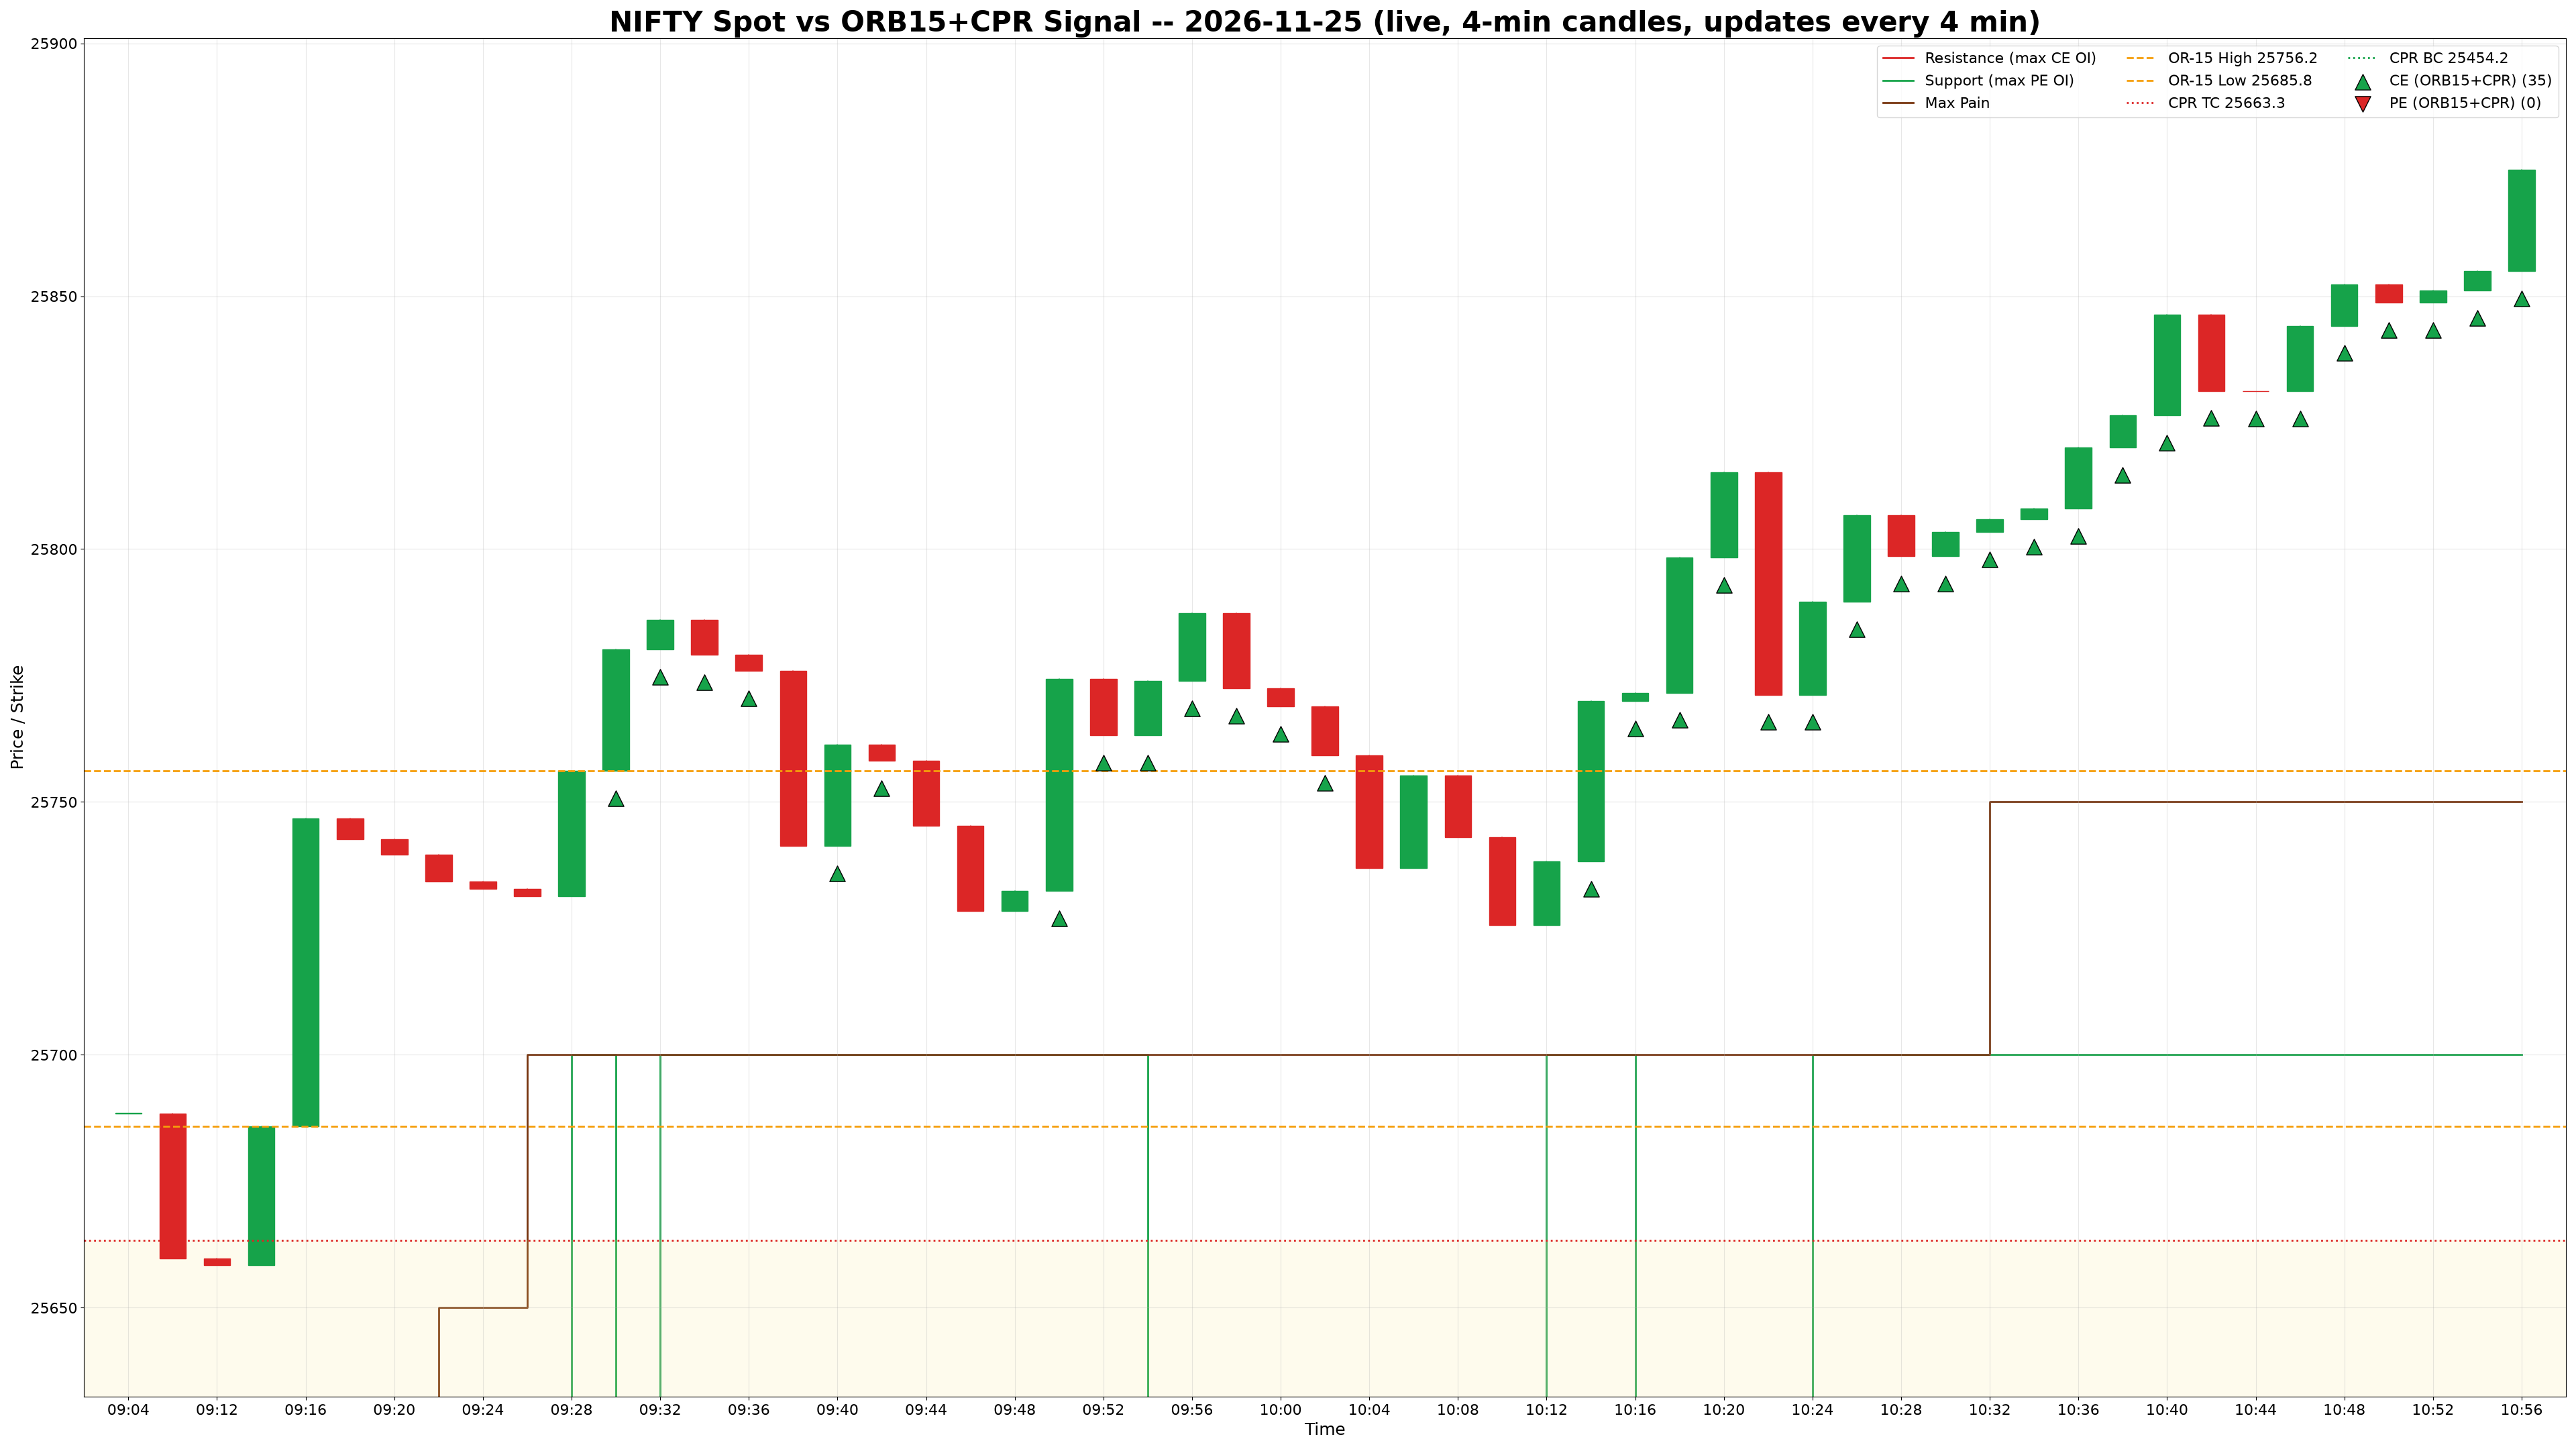 NIFTY Spot vs ORB15+CPR Signal -- 2026-11-25 (live, 4-min candles, updates every 4 min)
Resistance (max CE OI)
Support (max PE OI)
Max Pain
OR-15 High 25756.2
OR-15 Low 25685.8
CPR TC 25663.3
CPR BC 25454.2
CE (ORB15+CPR) (35)
PE (ORB15+CPR) (0)
Price / Strike
25900
25850
25800
25750
25700
25650
09:04 09:12 09:16 09:20 09:24 09:28 09:32 09:36 09:40 09:44 09:48 09:52 09:56 10:00 10:04 10:08 10:12 10:16 10:20 10:24 10:28 10:32 10:36 10:40 10:44 10:48 10:52 10:56
Time